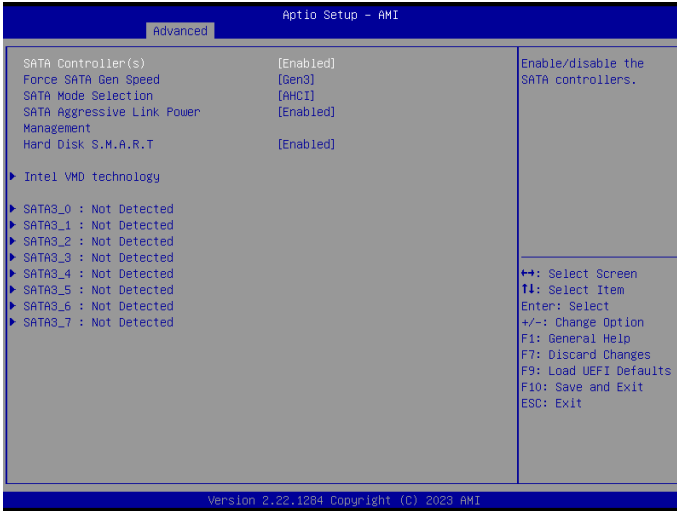 Aptio Setup – AMI
Advanced
SATA Controller(s) [Enabled]
Force SATA Gen Speed [Gen3]
SATA Mode Selection [AHCI]
SATA Aggressive Link Power [Enabled]
Management
Hard Disk S.M.A.R.T [Enabled]
Intel VMD technology
SATA3_0 : Not Detected
SATA3_1 : Not Detected
SATA3_2 : Not Detected
SATA3_3 : Not Detected
SATA3_4 : Not Detected
SATA3_5 : Not Detected
SATA3_6 : Not Detected
SATA3_7 : Not Detected
Enable/disable the
SATA controllers.
↔: Select Screen
↑↓: Select Item
Enter: Select
+/-: Change Option
F1: General Help
F7: Discard Changes
F9: Load UEFI Defaults
F10: Save and Exit
ESC: Exit
Version 2.22.1284 Copyright (C) 2023 AMI